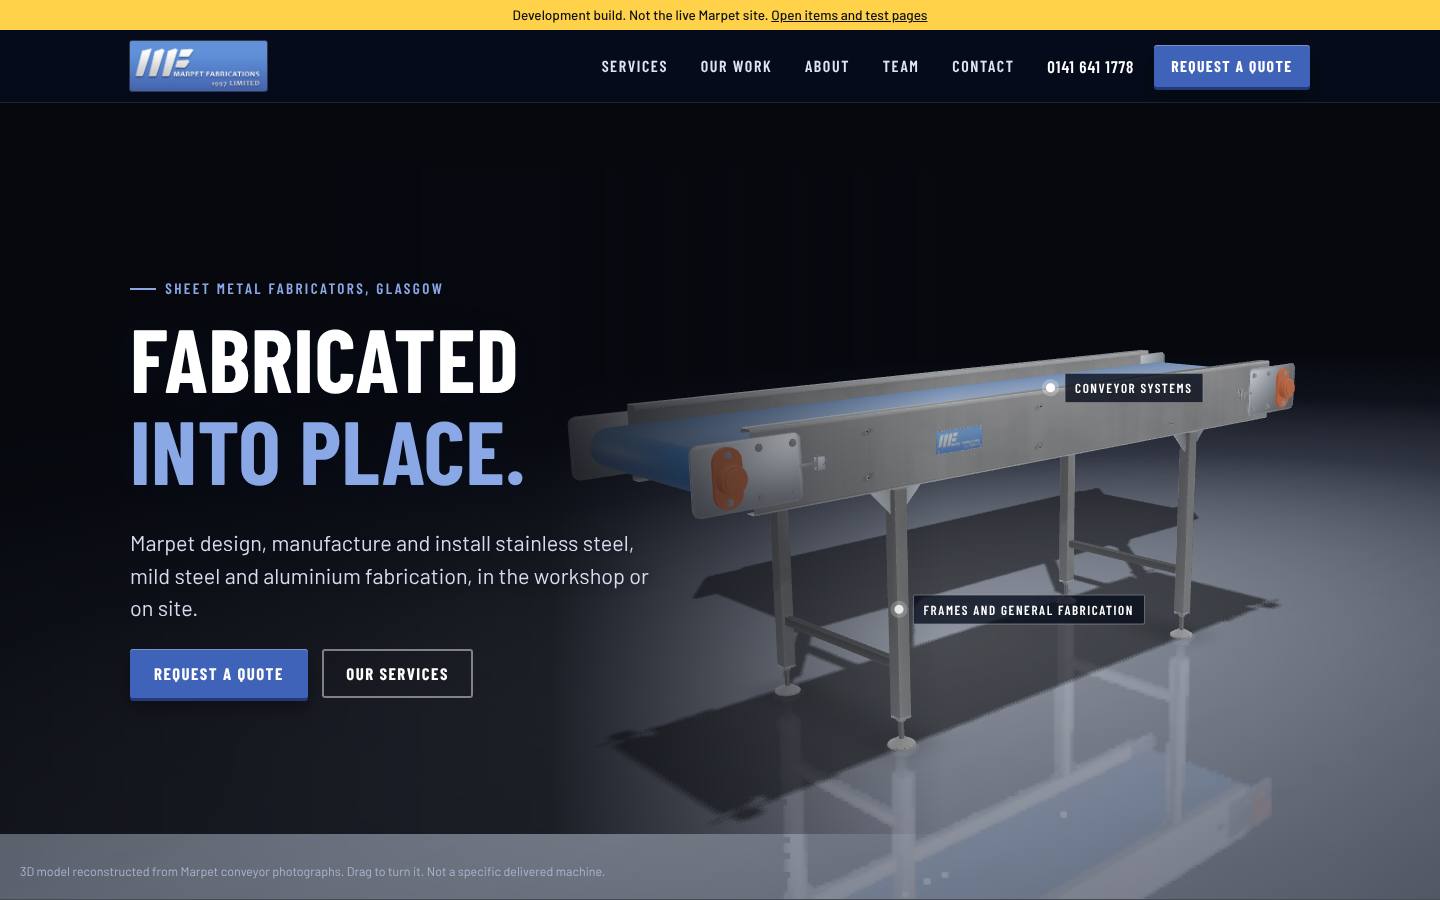 Development build. Not the live Marpet site. Open items and test pages
MF MARPET FABRICATIONS
1997 LIMITED
SERVICES OUR WORK ABOUT TEAM CONTACT 0141 641 1778 REQUEST A QUOTE
SHEET METAL FABRICATORS, GLASGOW
FABRICATED
INTO PLACE.
CONVEYOR SYSTEMS
MF
Marpet design, manufacture and install stainless steel,
mild steel and aluminium fabrication, in the workshop or
on site.
FRAMES AND GENERAL FABRICATION
REQUEST A QUOTE OUR SERVICES
3D model reconstructed from Marpet conveyor photographs. Drag to turn it. Not a specific delivered machine.